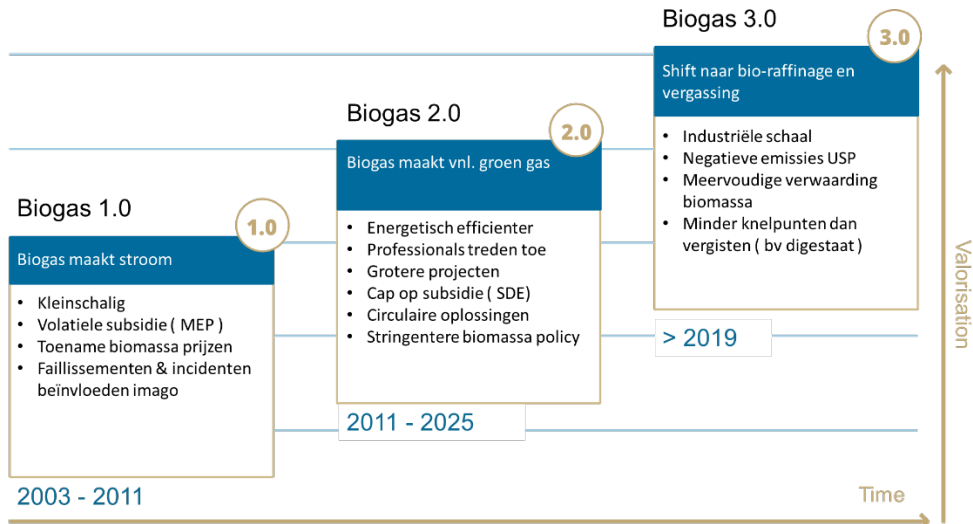 Biogas 1.0
1.0
Biogas maakt stroom
• Kleinschalig
• Volatiele subsidie ( MEP )
• Toename biomassa prijzen
• Faillissementen & incidenten
beïnvloeden imago
2003 - 2011
Biogas 2.0
2.0
Biogas maakt vnl. groen gas
• Energetisch efficienter
• Professionals treden toe
• Grotere projecten
• Cap op subsidie ( SDE)
• Circulaire oplossingen
• Stringentere biomassa policy
2011 - 2025
Biogas 3.0
3.0
Shift naar bio-raffinage en
vergassing
• Industriële schaal
• Negatieve emissies USP
• Meervoudige verwaarding
biomassa
• Minder knelpunten dan
vergisten ( bv digestaat )
> 2019
Valorisation
Time